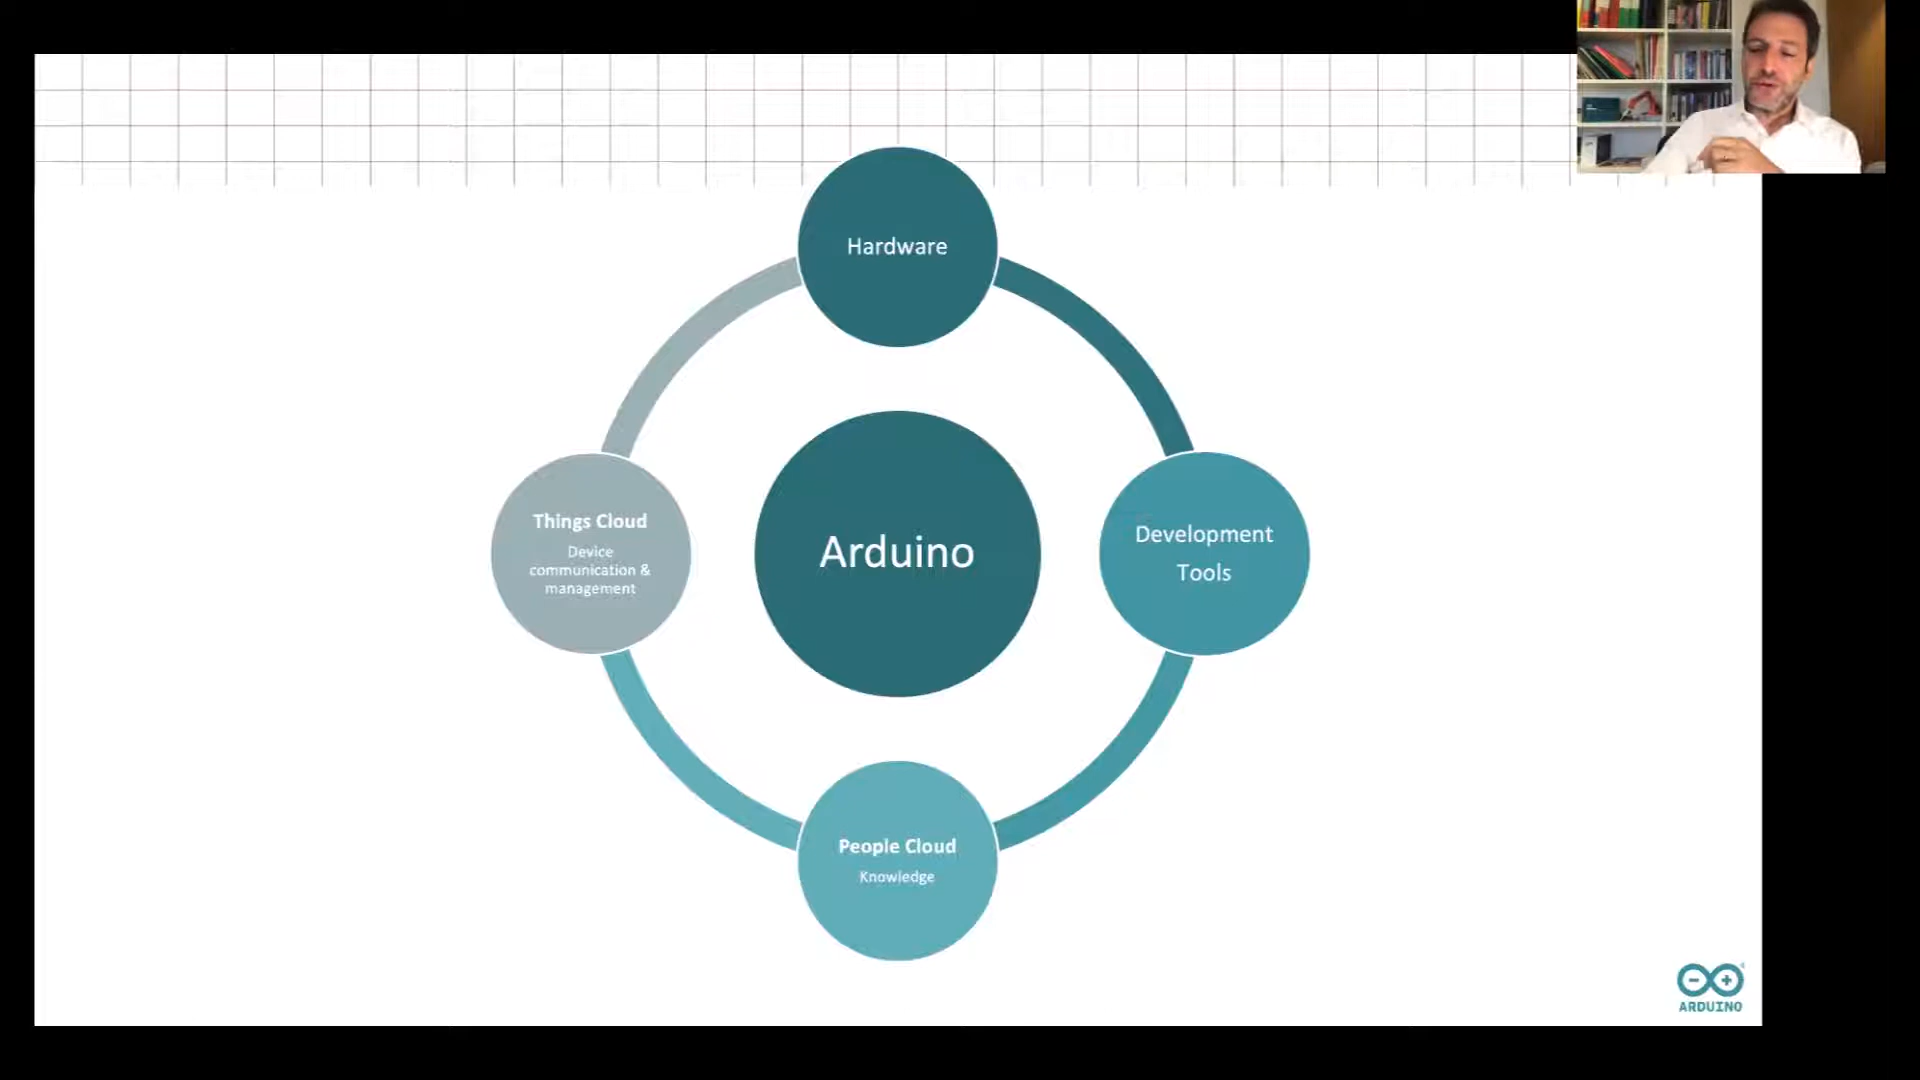 Hardware
Things Cloud
Device
communication &
management
Arduino
Development
Tools
People Cloud
Knowledge
ARDUINO